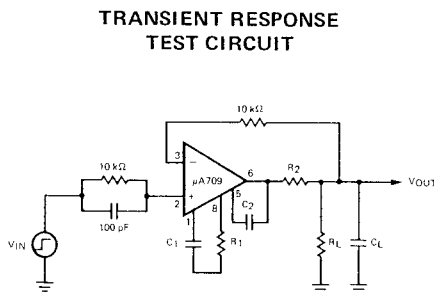 TRANSIENT RESPONSE
TEST CIRCUIT
10 kΩ
10 kΩ
3
−
μA709
6
R2
VOUT
+
2
5
C2
100 pF
1
8
VIN
C1
R1
RL
CL